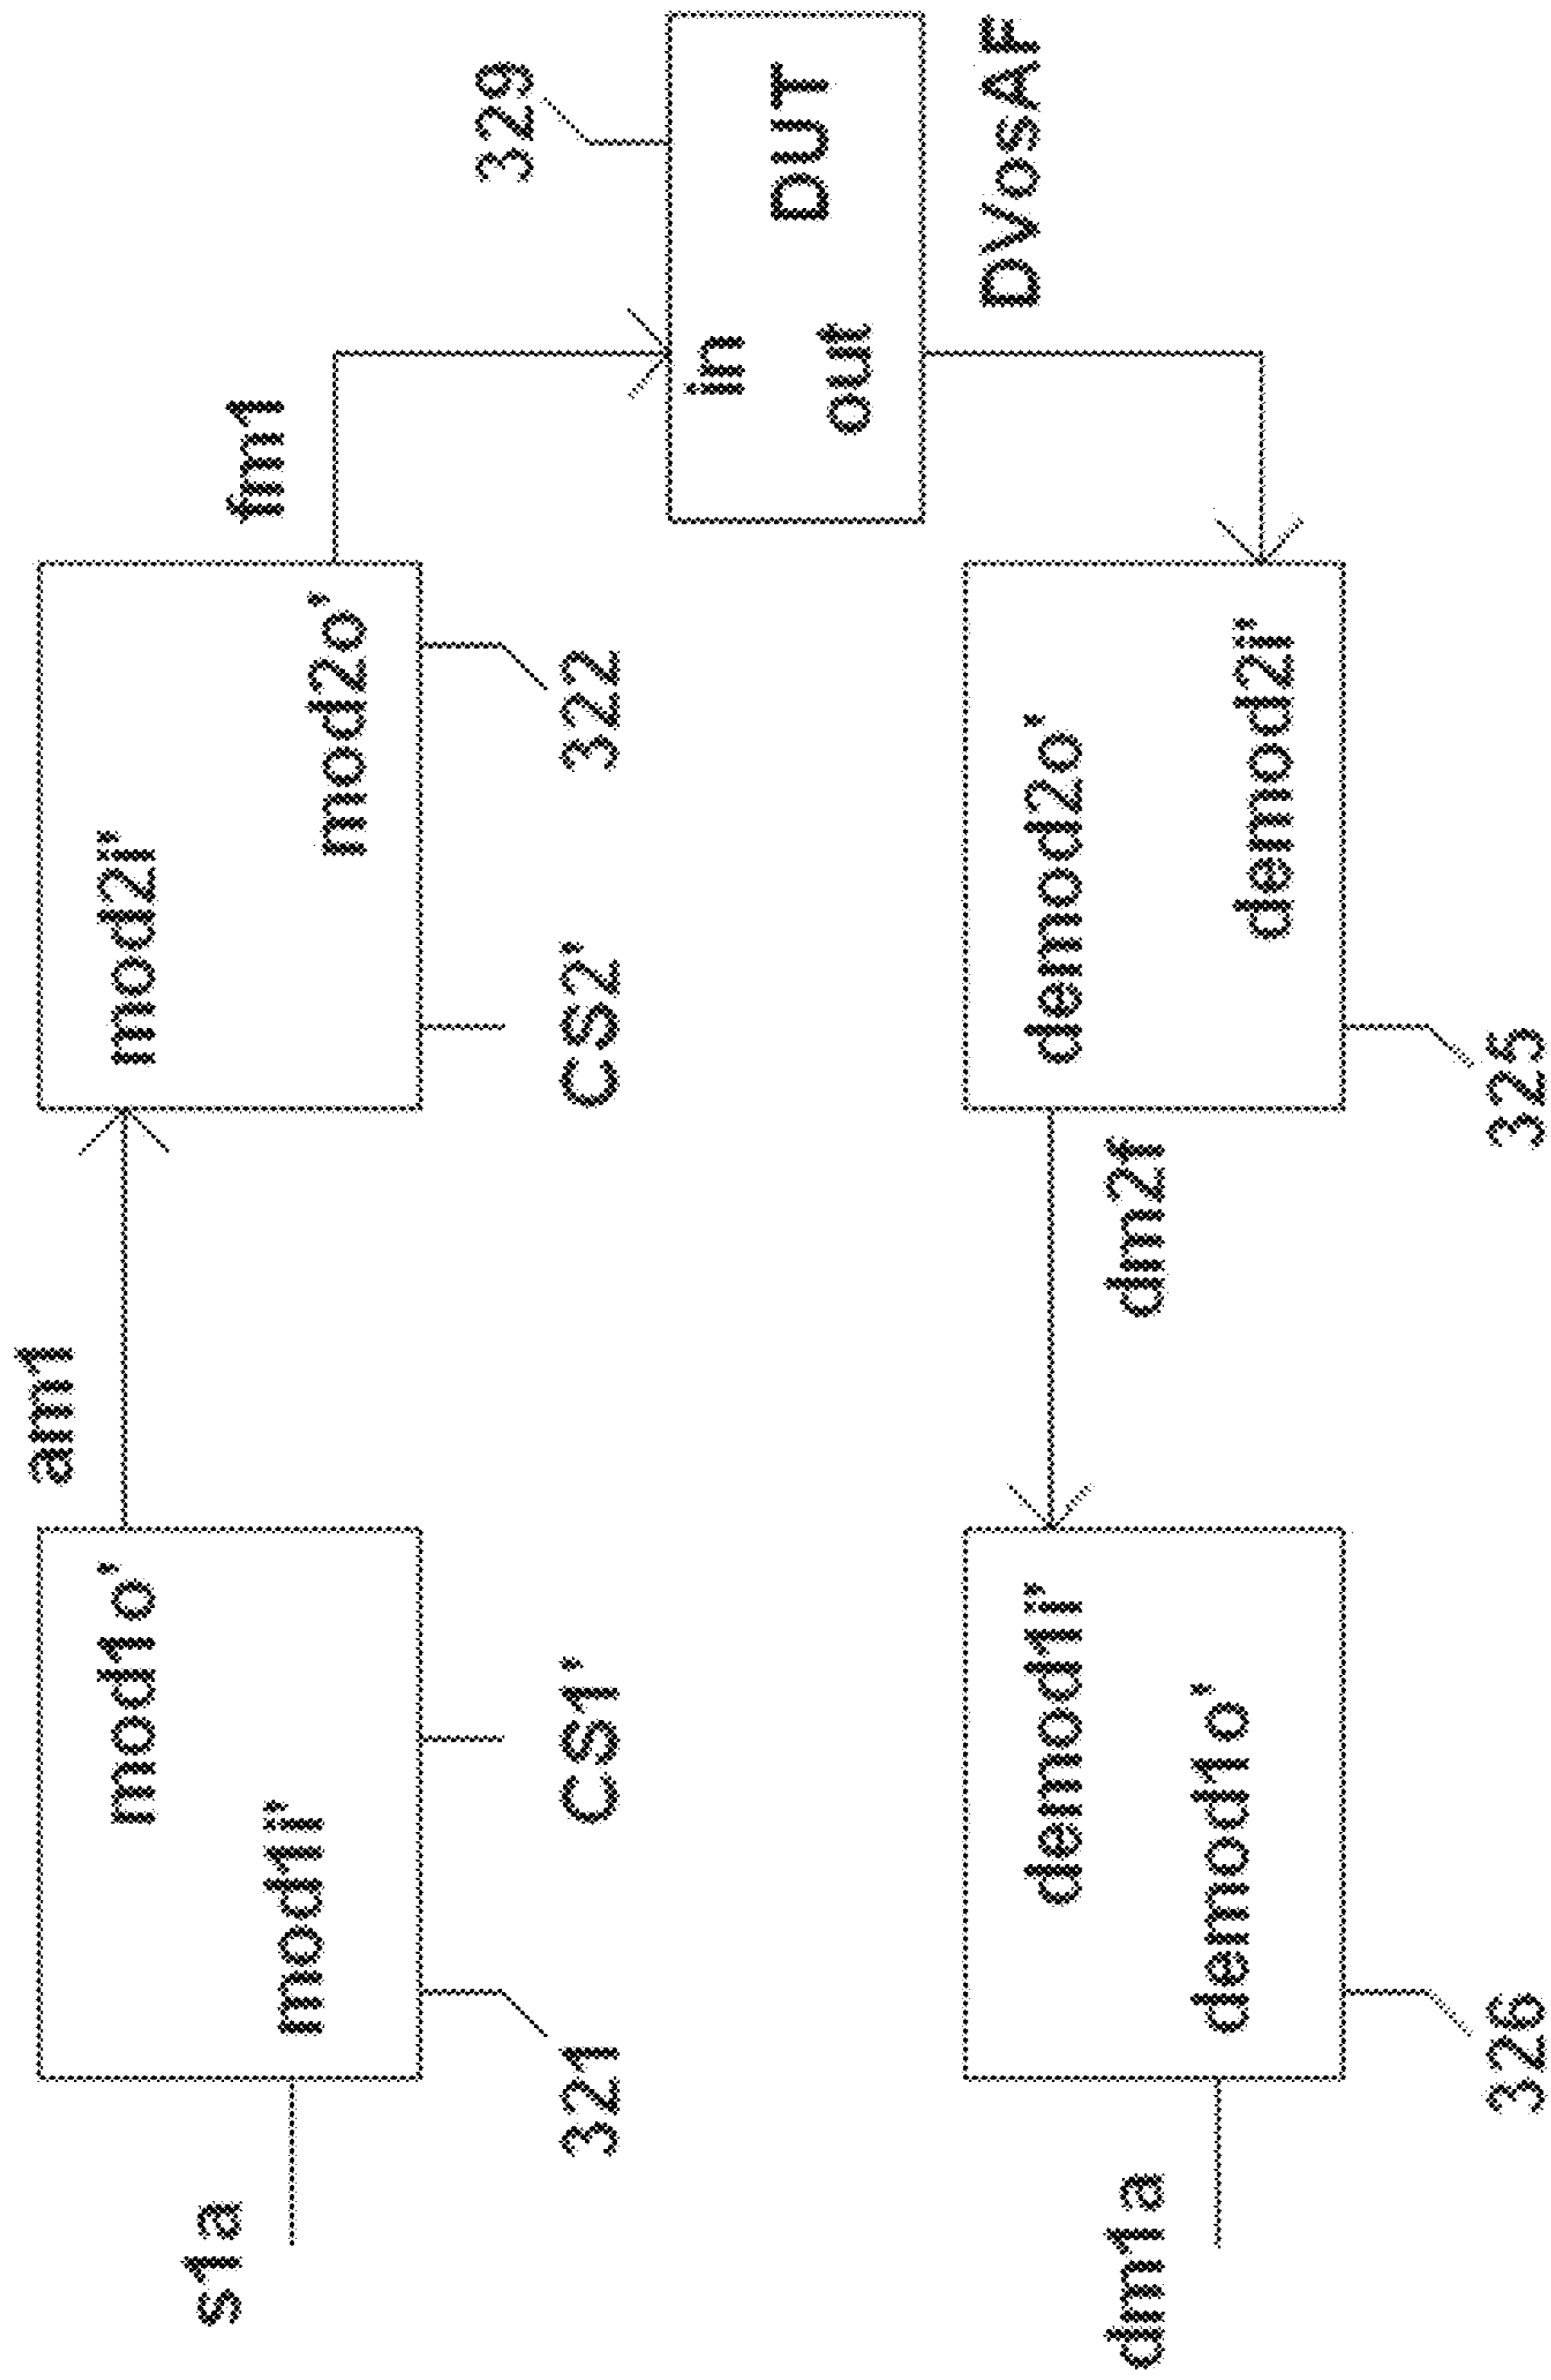 s1a
mod1i'
mod1o'
321
CS1'
am1
mod2i'
mod2o'
CS2'
322
fm1
in
out
DUT
329
DVosAF
demod2o'
demod2i'
325
dm2f
demod1i'
demod1o'
326
dm1a